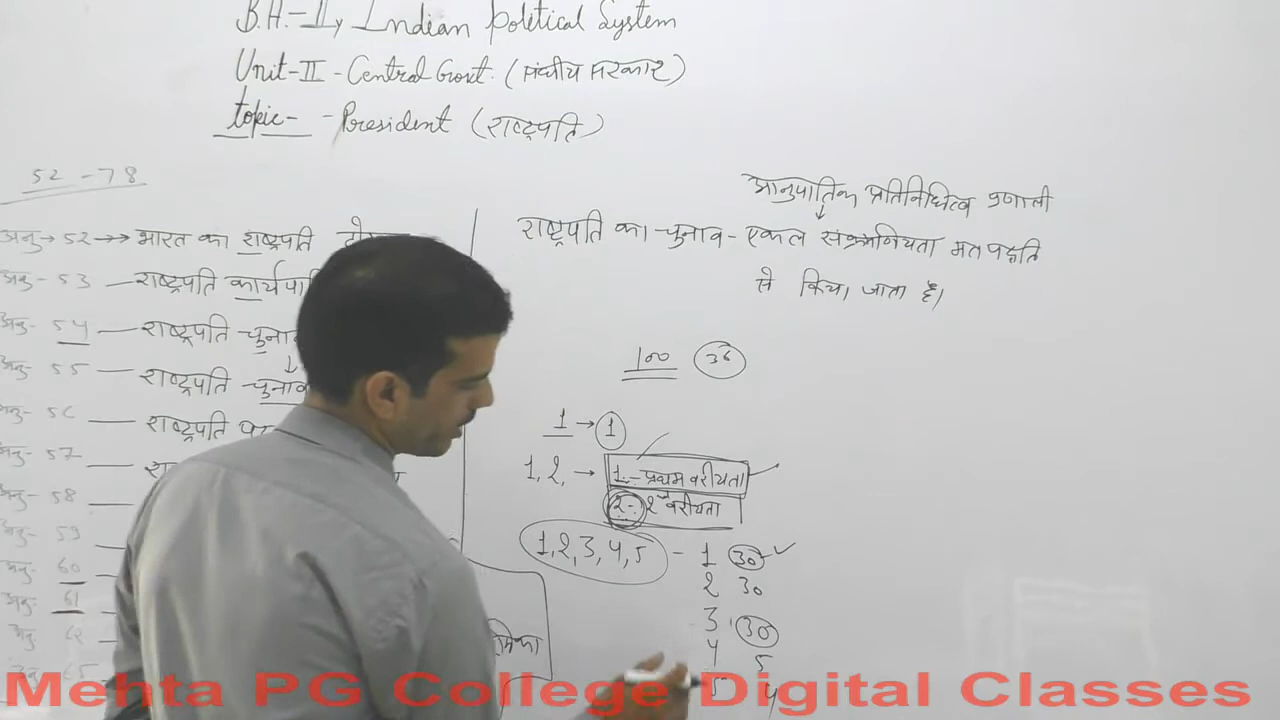 B.A.-II, Indian Political System
Unit-II - Central Govt. (संघीय सरकार)
topic- - President (राष्ट्रपति)
52 - 78
अनु → 52 →→ भारत का राष्ट्रपति
अनु - 53 — राष्ट्रपति
अनु - 54 — राष्ट्रपति चुनाव
अनु - 55 — राष्ट्रपति चुनाव
अनु - 56 — राष्ट्रपति
अनु - 57 —
अनु - 58 —
अनु - 59 —
अनु - 60
अनु - 61
अनु
आनुपातिक प्रतिनिधित्व प्रणाली
↓
राष्ट्रपति का चुनाव - एकल संक्रमनियता मत पद्धति
से किया जाता है।
100 36
1 → 1
1, 2, → 1. - प्रथम वरीयता
2 - 2 वरीयता
1, 2, 3, 4, 5 - 1 30 ✓
2 30
3 30
4 5
5 4
Mehta PG College Digital Classes